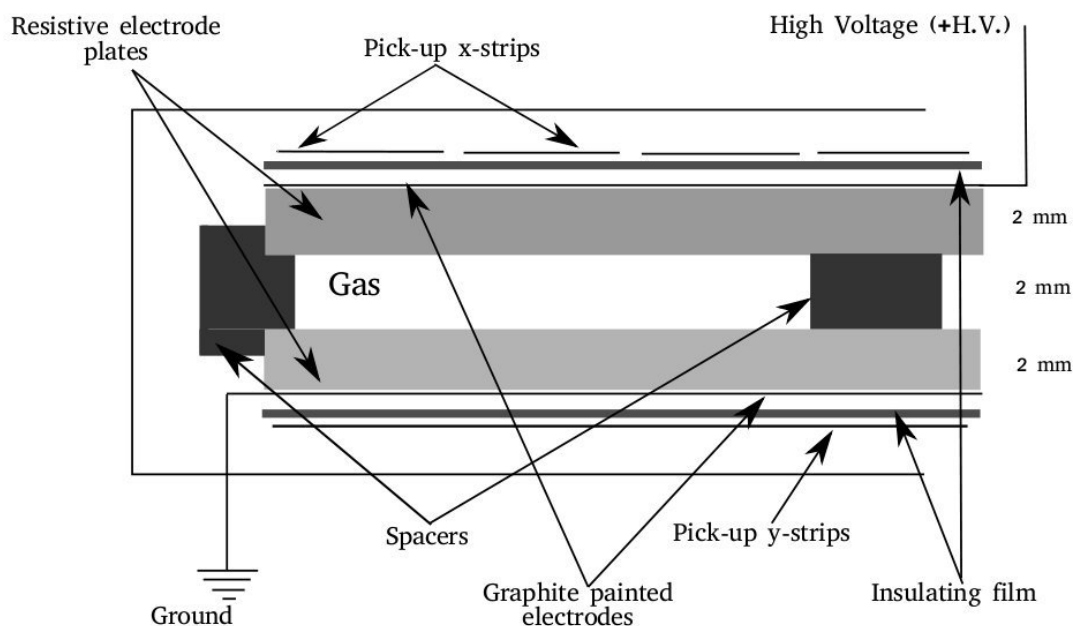 High Voltage (+H.V.)
Resistive electrode
plates
Pick-up x-strips
2 mm
Gas
2 mm
2 mm
Spacers
Pick-up y-strips
Graphite painted
electrodes
Insulating film
Ground